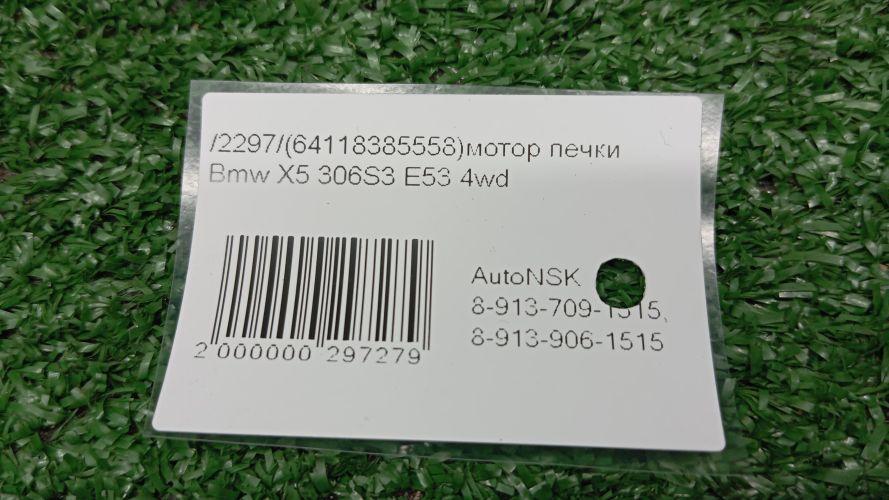 /2297/(64118385558)мотор печки
Bmw X5 306S3 E53 4wd
AutoNSK
8-913-709-1515,
8-913-906-1515
2 000000 297279